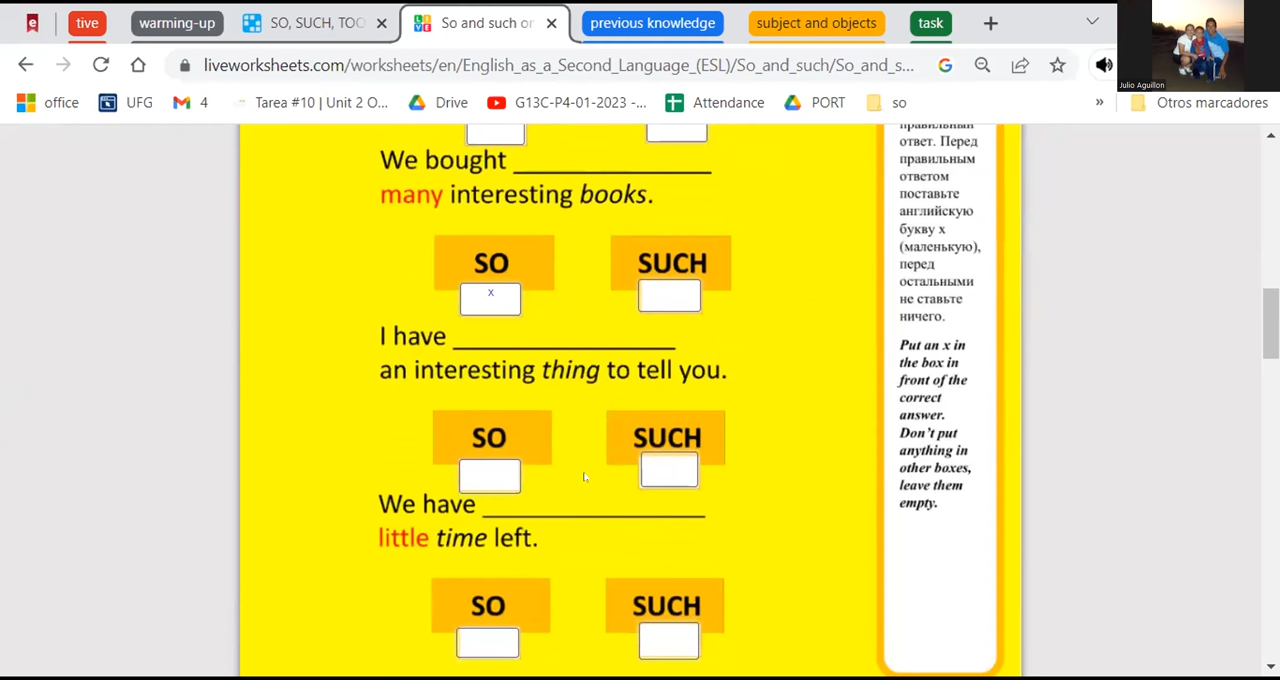 tive
warming-up
SO, SUCH, TOO
So and such or
previous knowledge
subject and objects
task
liveworksheets.com/worksheets/en/English_as_a_Second_Language_(ESL)/So_and_such/So_and_s...
office
UFG
4
Tarea #10 | Unit 2 O...
Drive
G13C-P4-01-2023 -...
Attendance
PORT
so
»
Otros marcadores
Julio Aguillon
We bought ______________
many interesting books.
SO
SUCH
x
I have ________________
an interesting thing to tell you.
SO
SUCH
We have ________________
little time left.
SO
SUCH
правильный
ответ. Перед
правильным
ответом
поставьте
английскую
букву x
(маленькую),
перед
остальными
не ставьте
ничего.
Put an x in
the box in
front of the
correct
answer.
Don't put
anything in
other boxes,
leave them
empty.